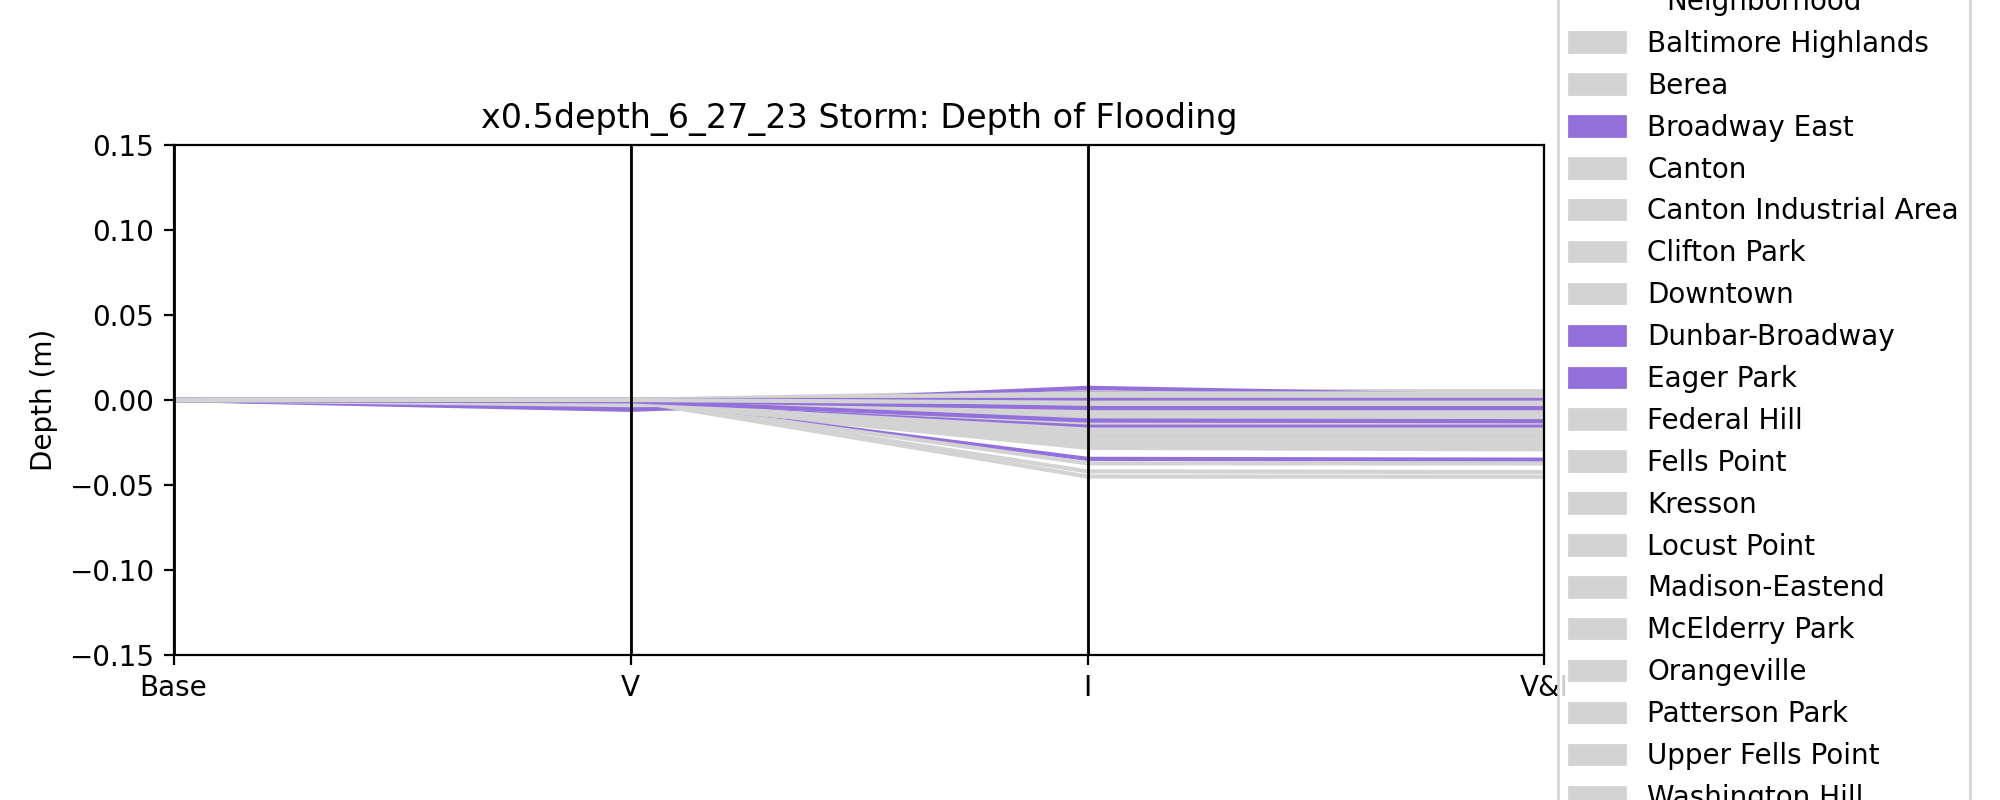 x0.5depth_6_27_23 Storm: Depth of Flooding
Depth (m)
0.15
0.10
0.05
0.00
−0.05
−0.10
−0.15
Base
V
I
V&I
Neighborhood
Baltimore Highlands
Berea
Broadway East
Canton
Canton Industrial Area
Clifton Park
Downtown
Dunbar-Broadway
Eager Park
Federal Hill
Fells Point
Kresson
Locust Point
Madison-Eastend
McElderry Park
Orangeville
Patterson Park
Upper Fells Point
Washington Hill